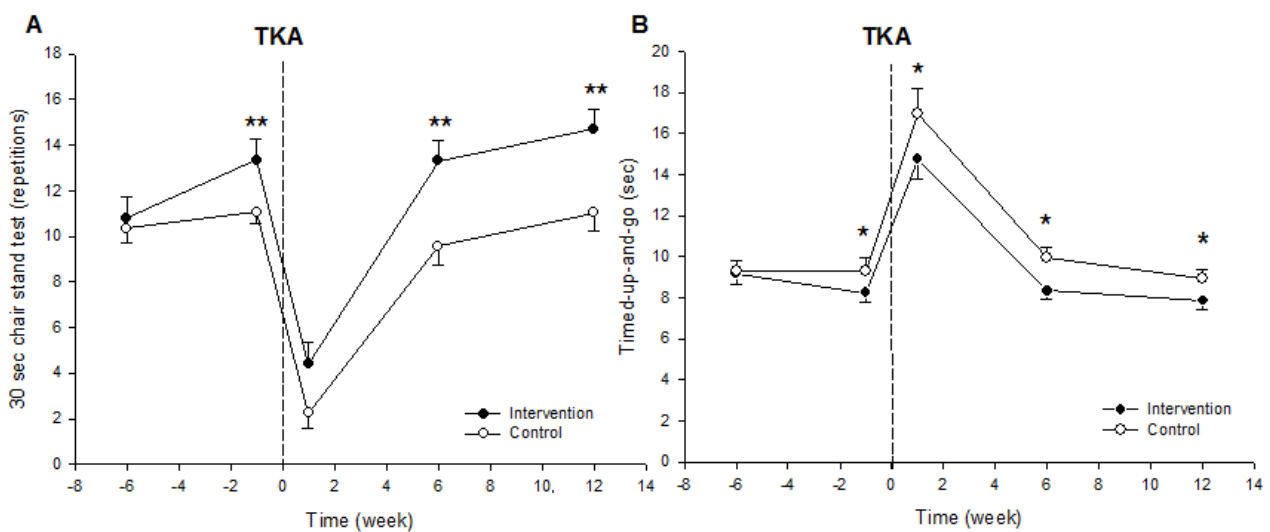 A
TKA
18
16
14
12
10
8
6
4
2
0
30 sec chair stand test (repetitions)
**
**
**
Intervention
Control
-8 -6 -4 -2 0 2 4 6 8 10, 12 14
Time (week)
B
TKA
20
18
16
14
12
10
8
6
4
2
0
Timed-up-and-go (sec)
*
*
*
*
Intervention
Control
-8 -6 -4 -2 0 2 4 6 8 10 12 14
Time (week)